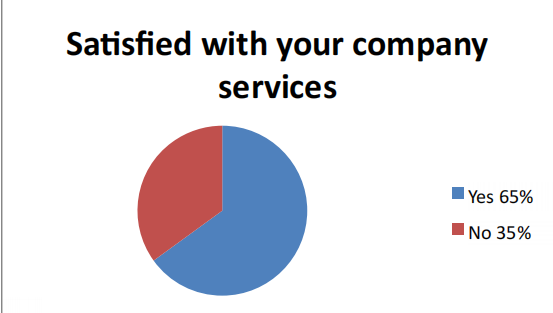 Satisfied with your company
services
Yes 65%
No 35%